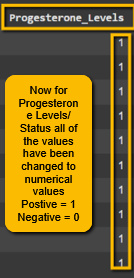 Progesterone_Levels
1
1
1
1
1
1
1
1
1
1
Now for
Progesteron
e Levels/
Status all of
the values
have been
changed to
numerical
values
Postive = 1
Negative = 0